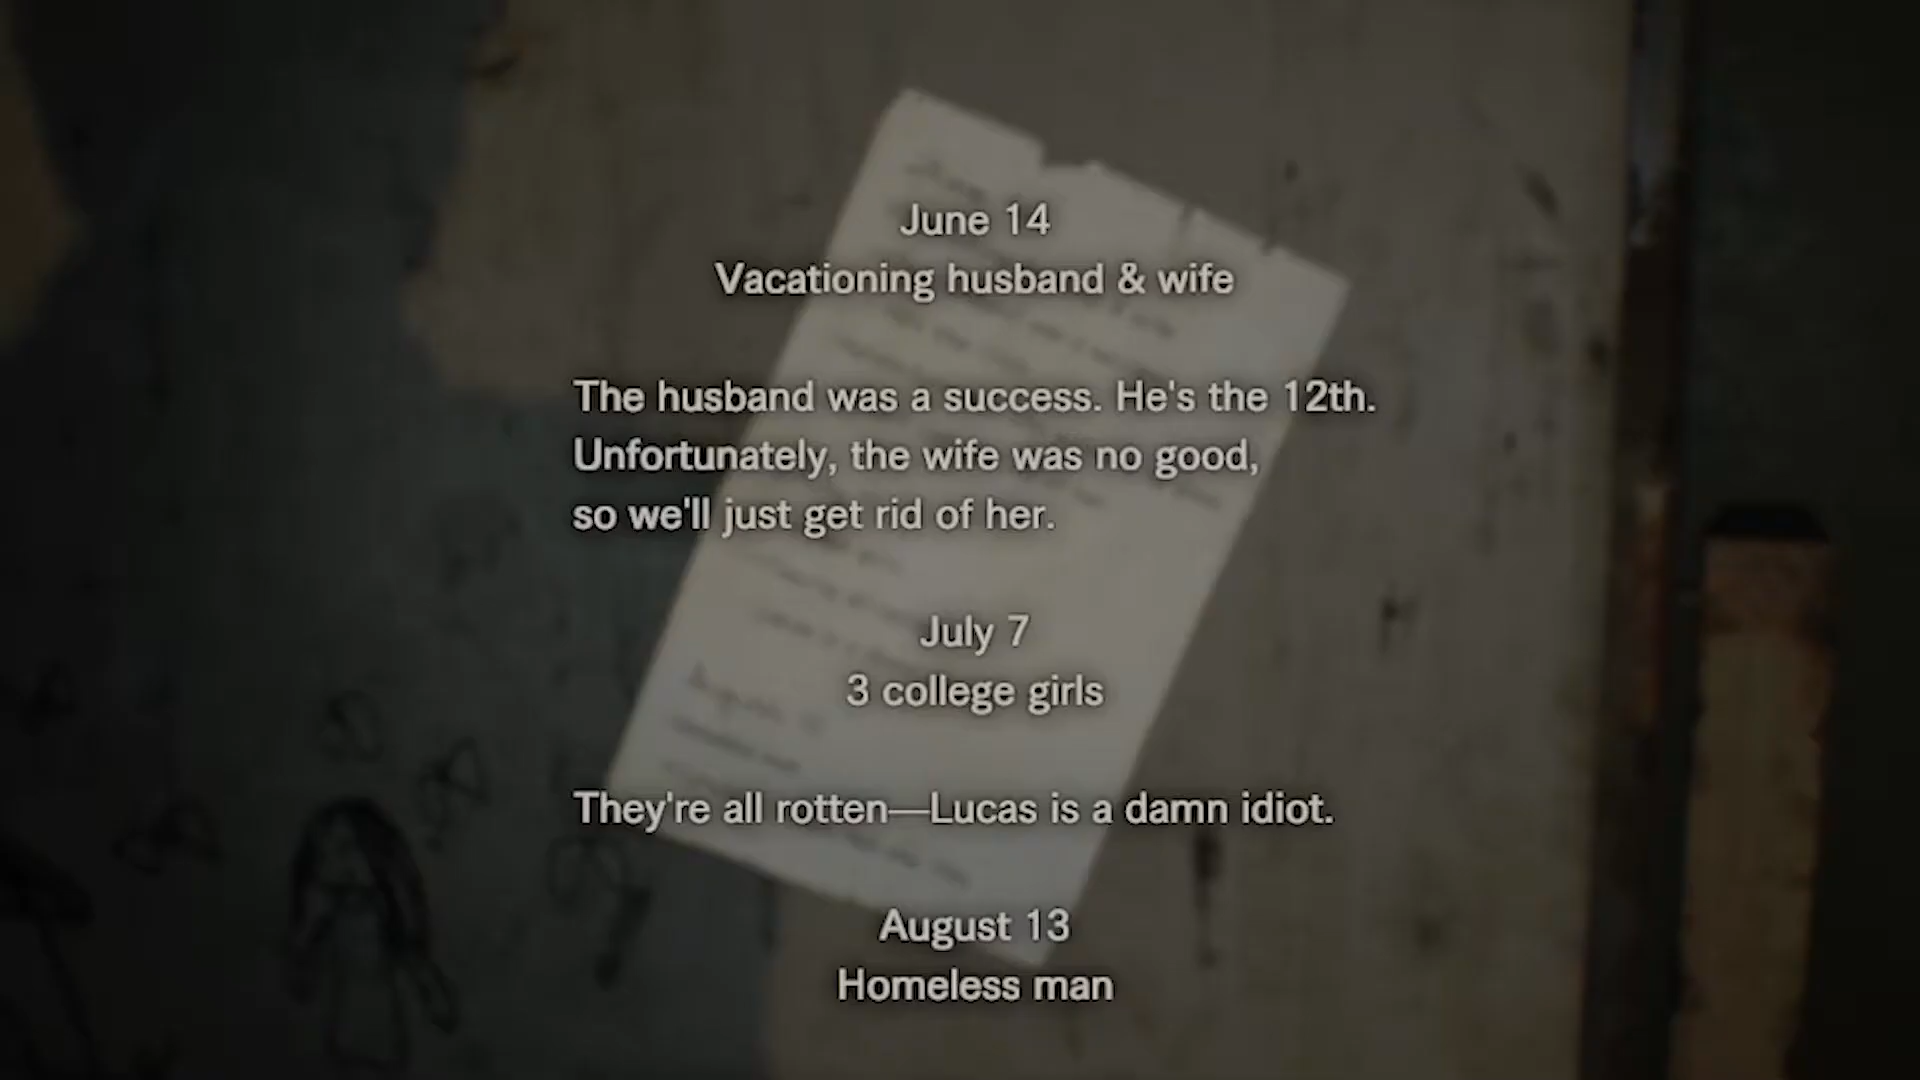 June 14
Vacationing husband & wife
The husband was a success. He's the 12th.
Unfortunately, the wife was no good,
so we'll just get rid of her.
July 7
3 college girls
They're all rotten—Lucas is a damn idiot.
August 13
Homeless man